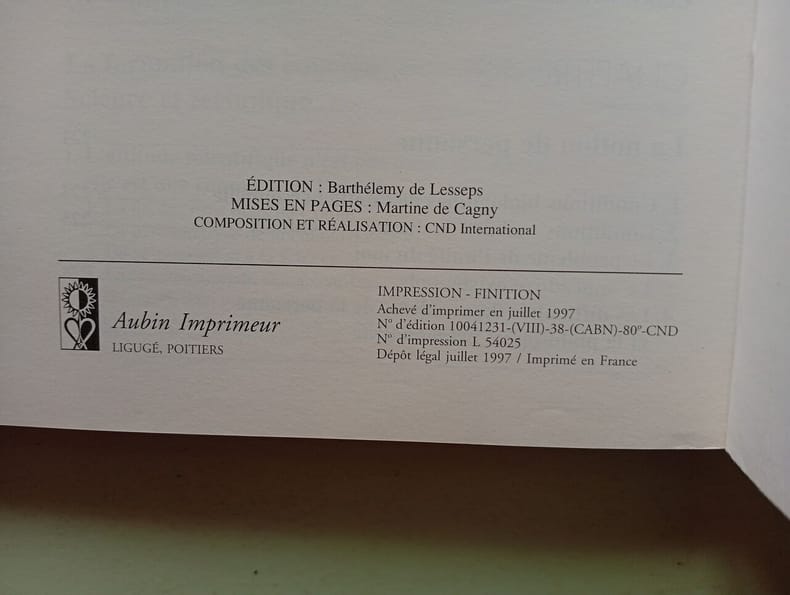 ÉDITION : Barthélemy de Lesseps
MISES EN PAGES : Martine de Cagny
COMPOSITION ET RÉALISATION : CND International
Aubin Imprimeur
LIGUGÉ, POITIERS
IMPRESSION - FINITION
Achevé d'imprimer en juillet 1997
N° d'édition 10041231-(VIII)-38-(CABN)-80°-CND
N° d'impression L 54025
Dépôt légal juillet 1997 / Imprimé en France